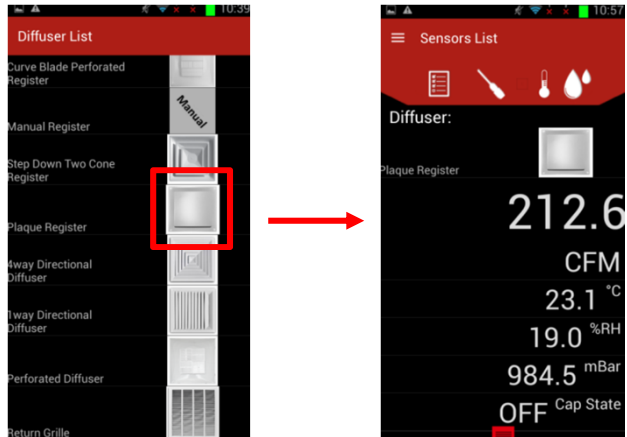 10:39
Diffuser List
Curve Blade Perforated
Register
Manual
Manual Register
Step Down Two Cone
Register
Plaque Register
4way Directional
Diffuser
1way Directional
Diffuser
Perforated Diffuser
Return Grille
10:57
Sensors List
Diffuser:
Plaque Register
212.6
CFM
23.1 °C
19.0 %RH
984.5 mBar
OFF Cap State